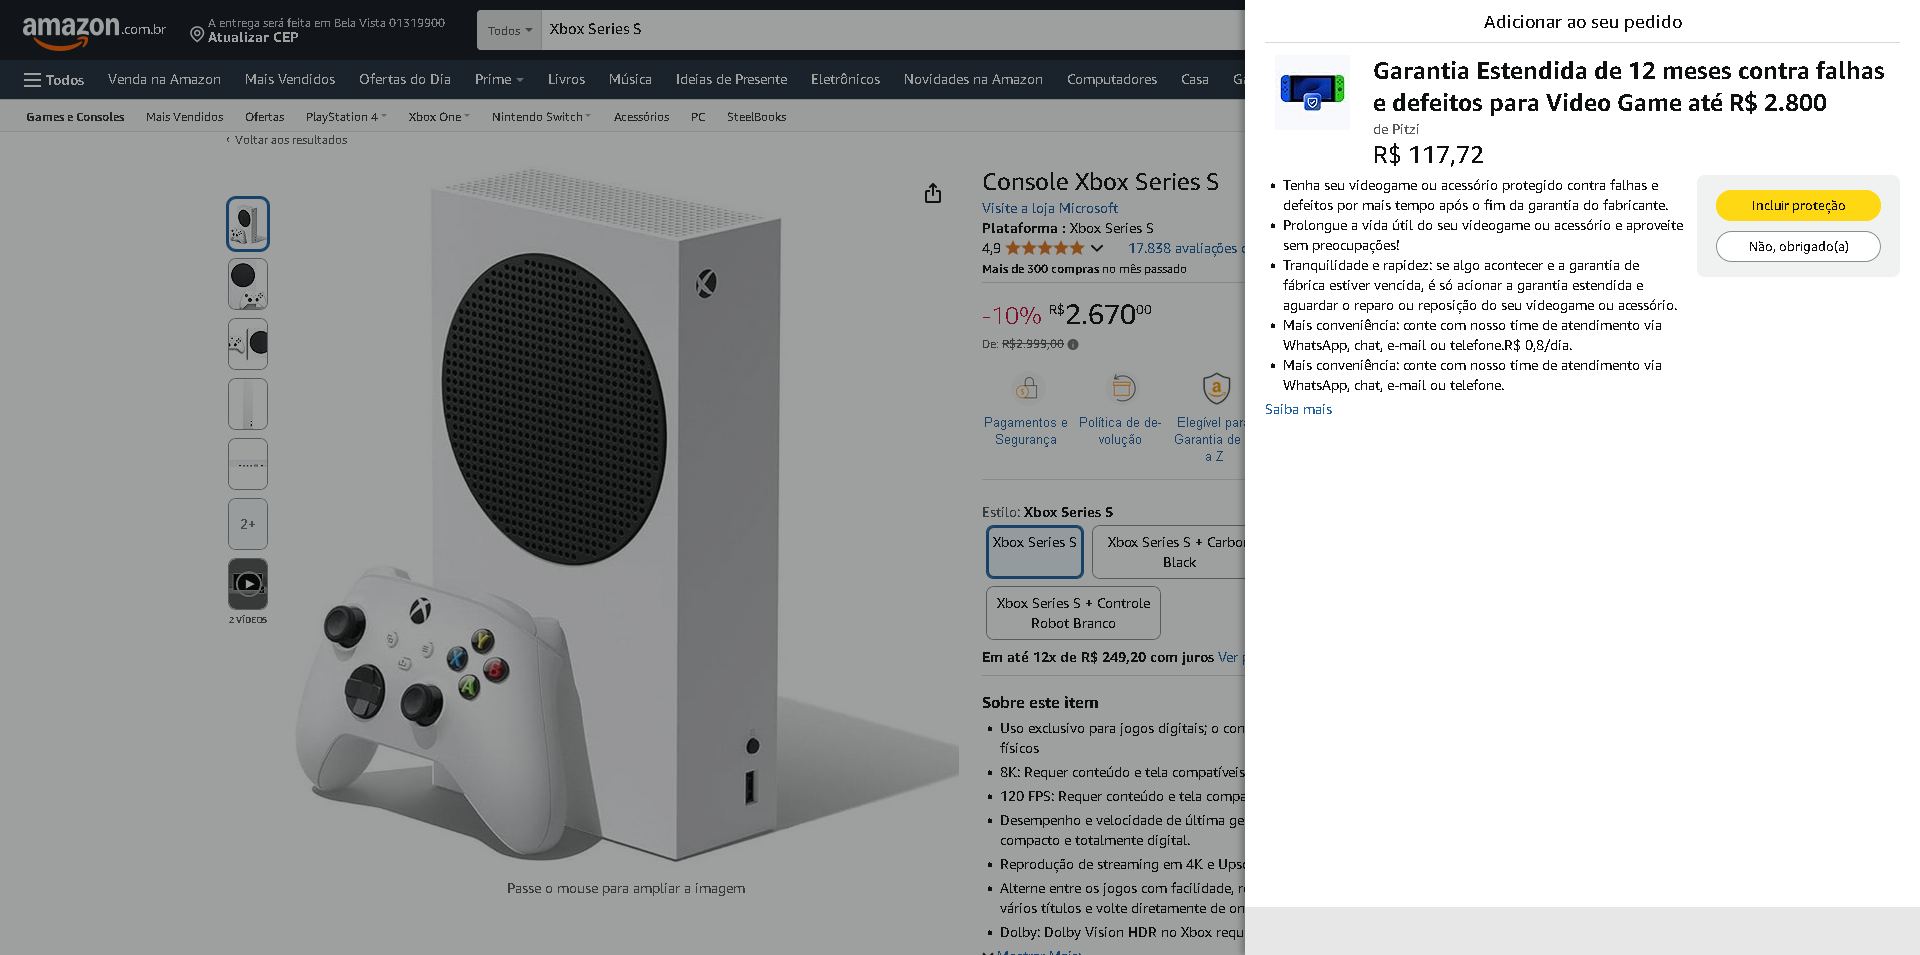 amazon.com.br
A entrega será feita em Bela Vista 01319900
Atualizar CEP
Todos
Xbox Series S
Todos
Venda na Amazon
Mais Vendidos
Ofertas do Dia
Prime
Livros
Música
Ideias de Presente
Eletrônicos
Novidades na Amazon
Computadores
Casa
Games e Consoles
Mais Vendidos
Ofertas
PlayStation 4
Xbox One
Nintendo Switch
Acessórios
PC
SteelBooks
‹ Voltar aos resultados
2+
2 VÍDEOS
Y
X
B
A
Passe o mouse para ampliar a imagem
Console Xbox Series S
Visite a loja Microsoft
Plataforma : Xbox Series S
4,9
17.838 avaliações
Mais de 300 compras no mês passado
-10% R$2.67000
De: R$2.999,00
Pagamentos e
Segurança
Política de de-
volução
Elegível para
Garantia de
a Z
Estilo: Xbox Series S
Xbox Series S
Xbox Series S + Carbon
Black
Xbox Series S + Controle
Robot Branco
Em até 12x de R$ 249,20 com juros Ver
Sobre este item
Uso exclusivo para jogos digitais; o con
físicos
8K: Requer conteúdo e tela compatíveis
120 FPS: Requer conteúdo e tela compa
Desempenho e velocidade de última ge
compacto e totalmente digital.
Reprodução de streaming em 4K e Upsc
Alterne entre os jogos com facilidade, r
vários títulos e volte diretamente de on
Dolby: Dolby Vision HDR no Xbox requ
Mostrar Mais
Adicionar ao seu pedido
Garantia Estendida de 12 meses contra falhas
e defeitos para Video Game até R$ 2.800
de Pitzi
R$ 117,72
Tenha seu videogame ou acessório protegido contra falhas e
defeitos por mais tempo após o fim da garantia do fabricante.
Prolongue a vida útil do seu videogame ou acessório e aproveite
sem preocupações!
Tranquilidade e rapidez: se algo acontecer e a garantia de
fábrica estiver vencida, é só acionar a garantia estendida e
aguardar o reparo ou reposição do seu videogame ou acessório.
Mais conveniência: conte com nosso time de atendimento via
WhatsApp, chat, e-mail ou telefone.R$ 0,8/dia.
Mais conveniência: conte com nosso time de atendimento via
WhatsApp, chat, e-mail ou telefone.
Saiba mais
Incluir proteção
Não, obrigado(a)